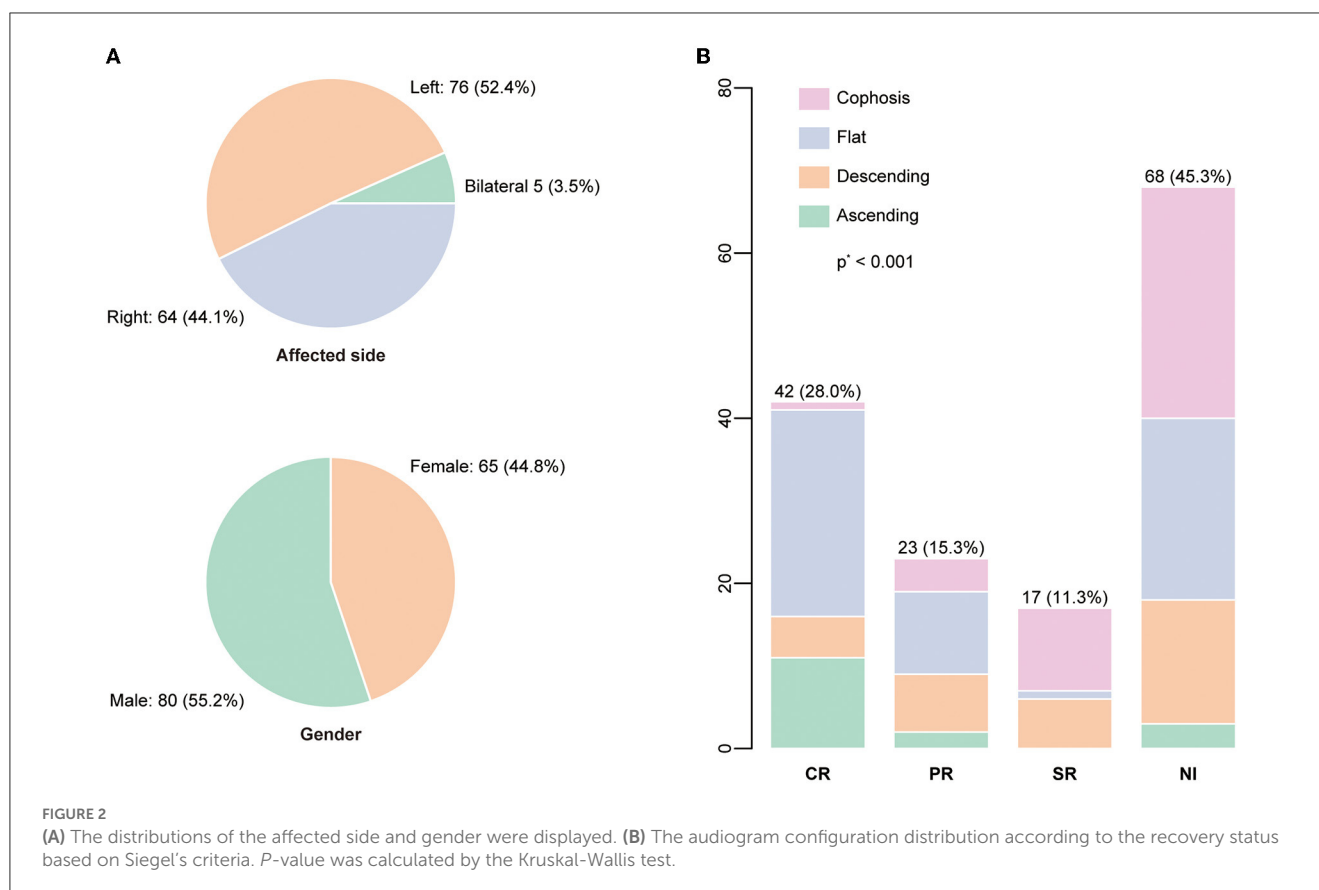 A
Left: 76 (52.4%)
Bilateral 5 (3.5%)
Right: 64 (44.1%)
Affected side
Female: 65 (44.8%)
Male: 80 (55.2%)
Gender
B
80
60
40
20
0
Cophosis
Flat
Descending
Ascending
p* < 0.001
42 (28.0%)
23 (15.3%)
17 (11.3%)
68 (45.3%)
CR PR SR NI
FIGURE 2
(A) The distributions of the affected side and gender were displayed. (B) The audiogram configuration distribution according to the recovery status
based on Siegel's criteria. P-value was calculated by the Kruskal-Wallis test.